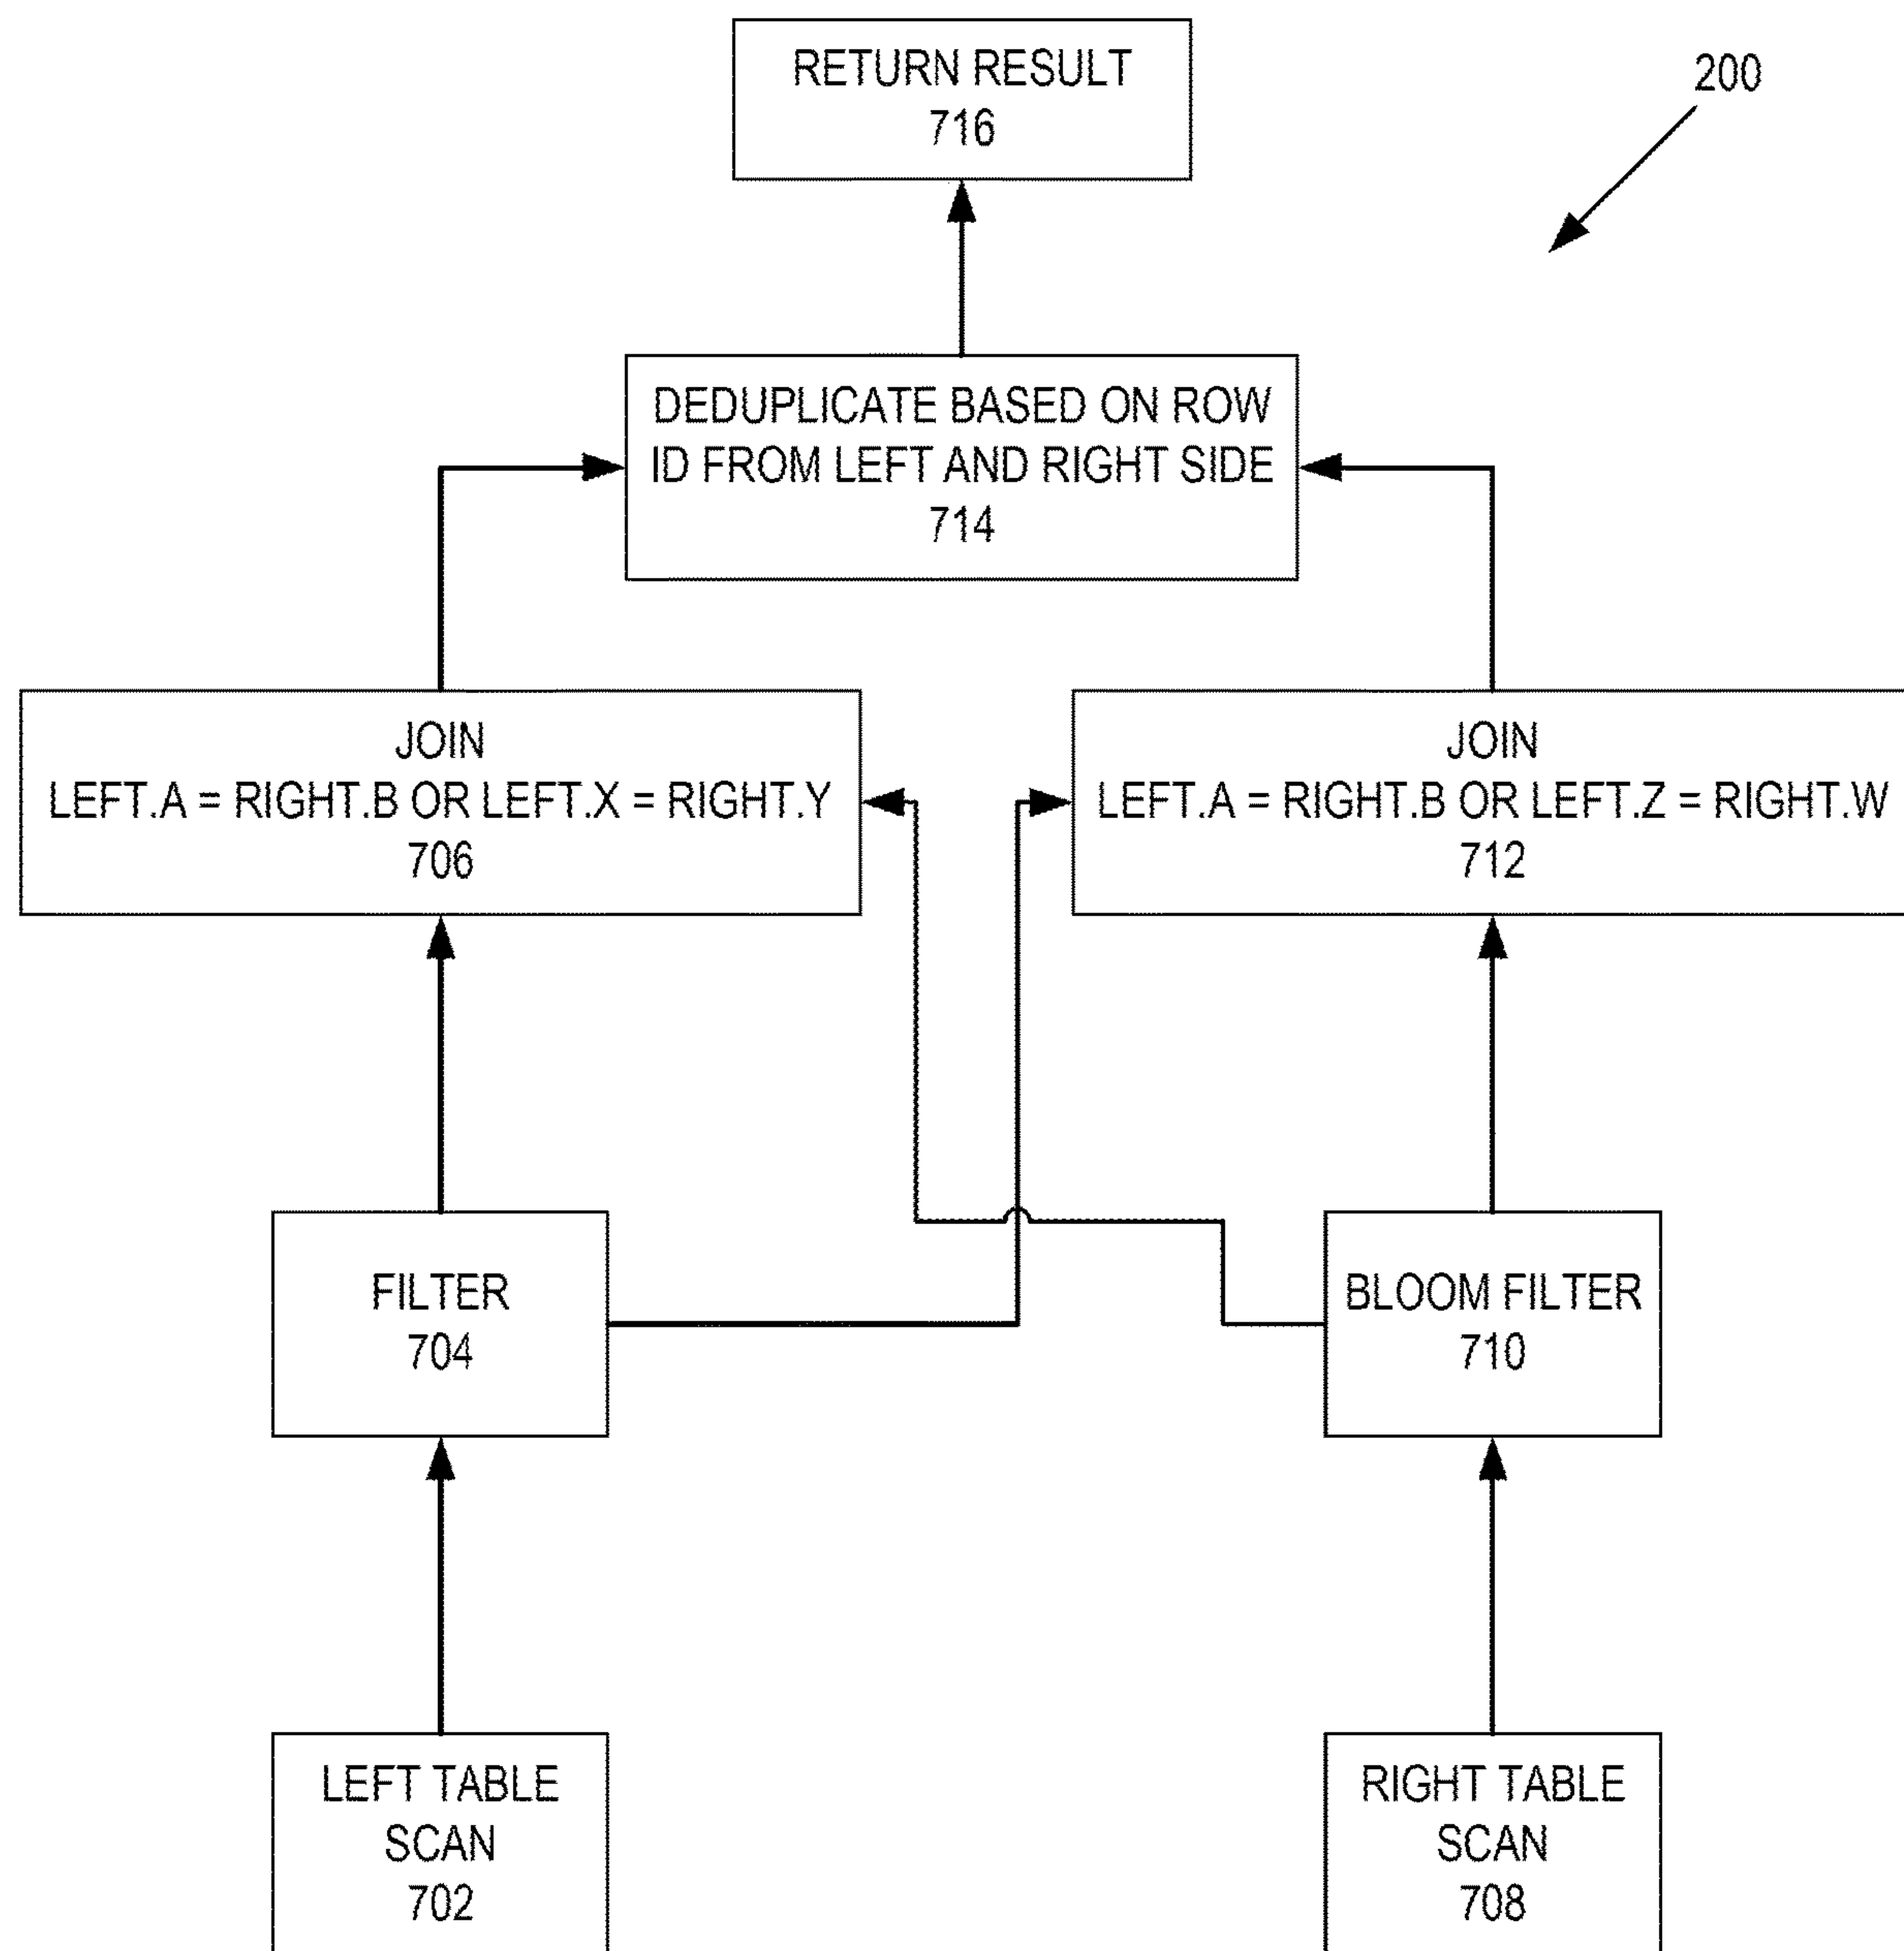 RETURN RESULT
716
200
DEDUPLICATE BASED ON ROW
ID FROM LEFT AND RIGHT SIDE
714
JOIN
LEFT.A = RIGHT.B OR LEFT.X = RIGHT.Y
706
JOIN
LEFT.A = RIGHT.B OR LEFT.Z = RIGHT.W
712
FILTER
704
BLOOM FILTER
710
LEFT TABLE
SCAN
702
RIGHT TABLE
SCAN
708